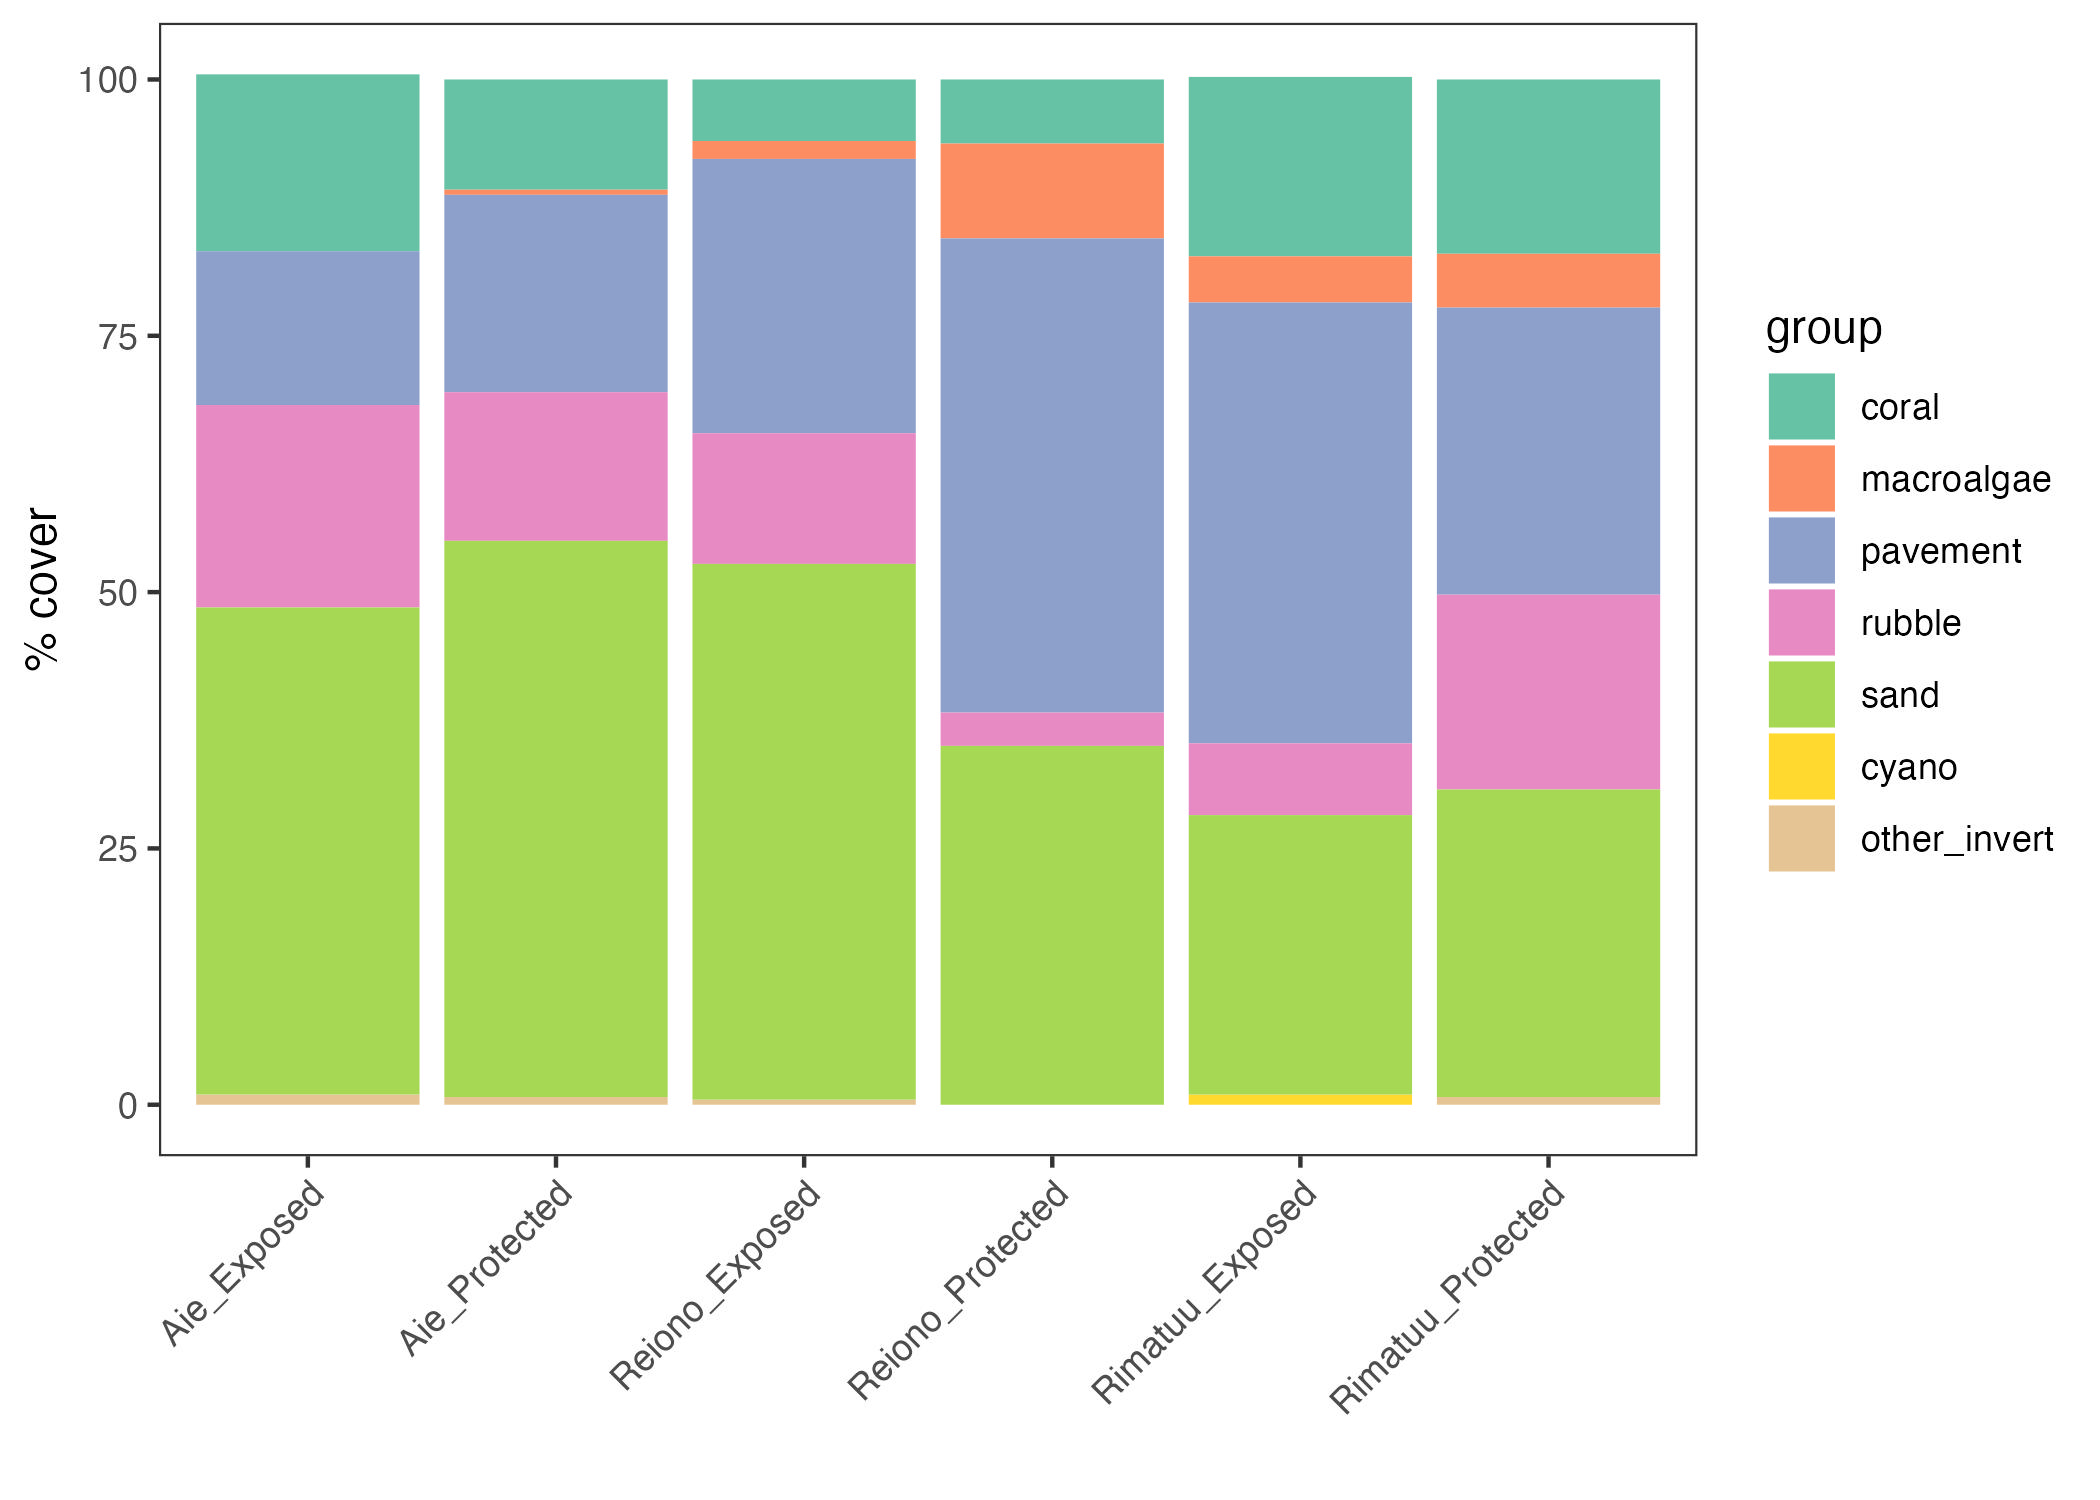 % cover
100
75
50
25
0
Aie_Exposed
Aie_Protected
Reiono_Exposed
Reiono_Protected
Rimatuu_Exposed
Rimatuu_Protected
group
coral
macroalgae
pavement
rubble
sand
cyano
other_invert